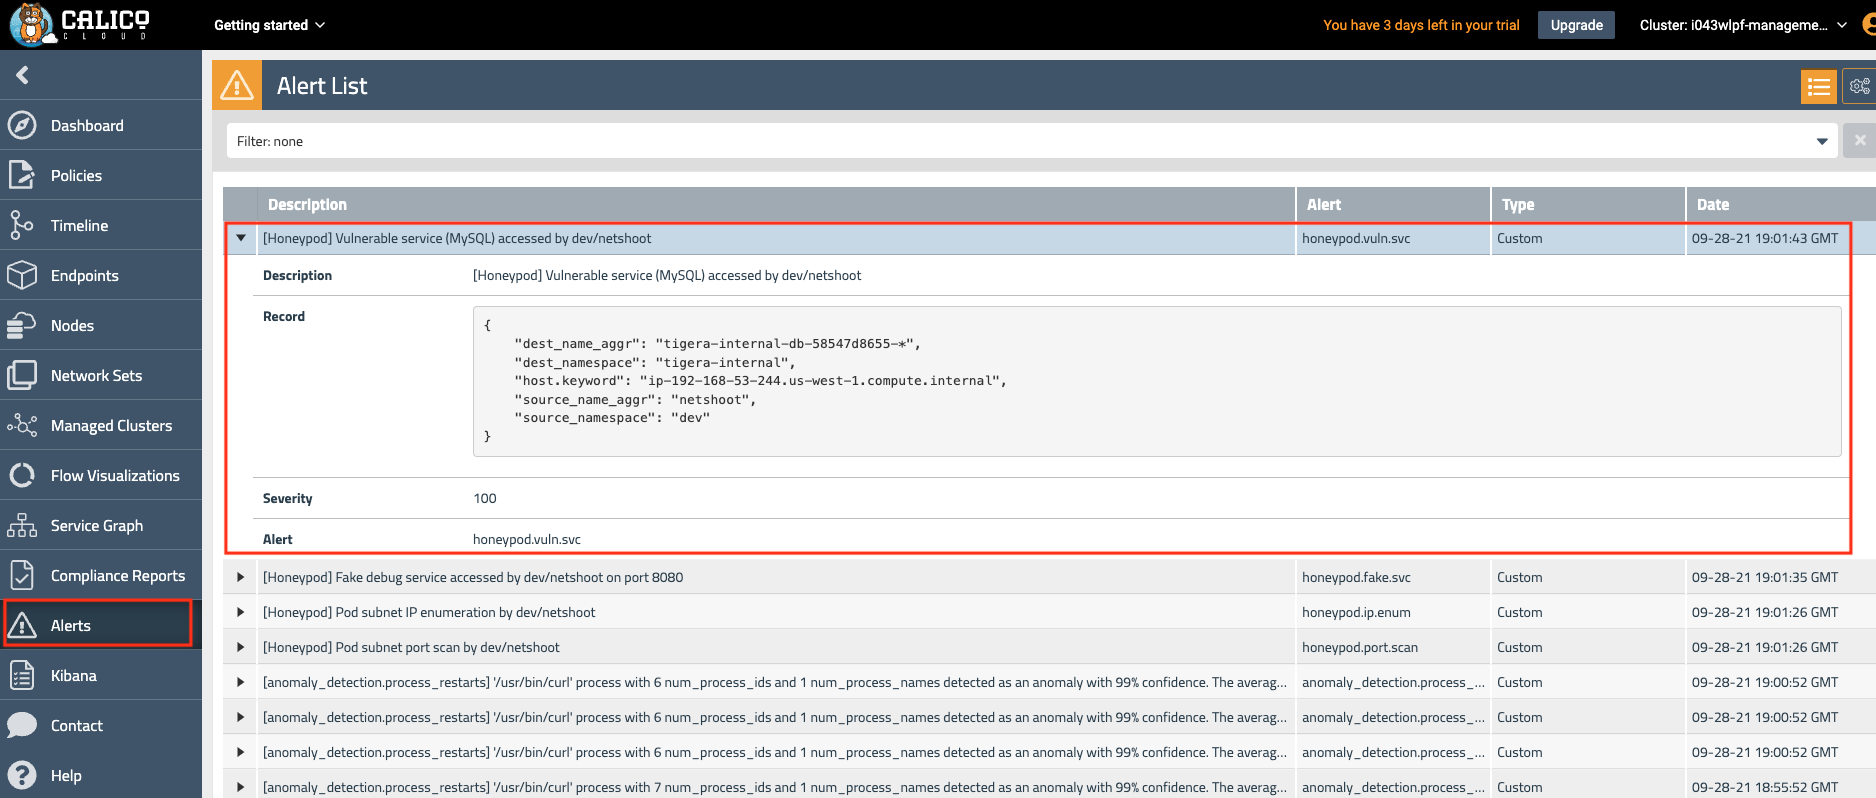 CALICO
CLOUD
Getting started
You have 3 days left in your trial
Upgrade
Cluster: i043wlpf-manageme...
Dashboard
Policies
Timeline
Endpoints
Nodes
Network Sets
Managed Clusters
Flow Visualizations
Service Graph
Compliance Reports
Alerts
Kibana
Contact
Help
Alert List
Filter: none
Description Alert Type Date
[Honeypod] Vulnerable service (MySQL) accessed by dev/netshoot honeypod.vuln.svc Custom 09-28-21 19:01:43 GMT
Description [Honeypod] Vulnerable service (MySQL) accessed by dev/netshoot
Record
{
"dest_name_aggr": "tigera-internal-db-58547d8655-*",
"dest_namespace": "tigera-internal",
"host.keyword": "ip-192-168-53-244.us-west-1.compute.internal",
"source_name_aggr": "netshoot",
"source_namespace": "dev"
}
Severity 100
Alert honeypod.vuln.svc
[Honeypod] Fake debug service accessed by dev/netshoot on port 8080 honeypod.fake.svc Custom 09-28-21 19:01:35 GMT
[Honeypod] Pod subnet IP enumeration by dev/netshoot honeypod.ip.enum Custom 09-28-21 19:01:26 GMT
[Honeypod] Pod subnet port scan by dev/netshoot honeypod.port.scan Custom 09-28-21 19:01:26 GMT
[anomaly_detection.process_restarts] '/usr/bin/curl' process with 6 num_process_ids and 1 num_process_names detected as an anomaly with 99% confidence. The averag... anomaly_detection.process_... Custom 09-28-21 19:00:52 GMT
[anomaly_detection.process_restarts] '/usr/bin/curl' process with 6 num_process_ids and 1 num_process_names detected as an anomaly with 99% confidence. The averag... anomaly_detection.process_... Custom 09-28-21 19:00:52 GMT
[anomaly_detection.process_restarts] '/usr/bin/curl' process with 6 num_process_ids and 1 num_process_names detected as an anomaly with 99% confidence. The averag... anomaly_detection.process_... Custom 09-28-21 19:00:52 GMT
[anomaly_detection.process_restarts] '/usr/bin/curl' process with 7 num_process_ids and 1 num_process_names detected as an anomaly with 99% confidence. The averag... anomaly_detection.process_... Custom 09-28-21 18:55:52 GMT